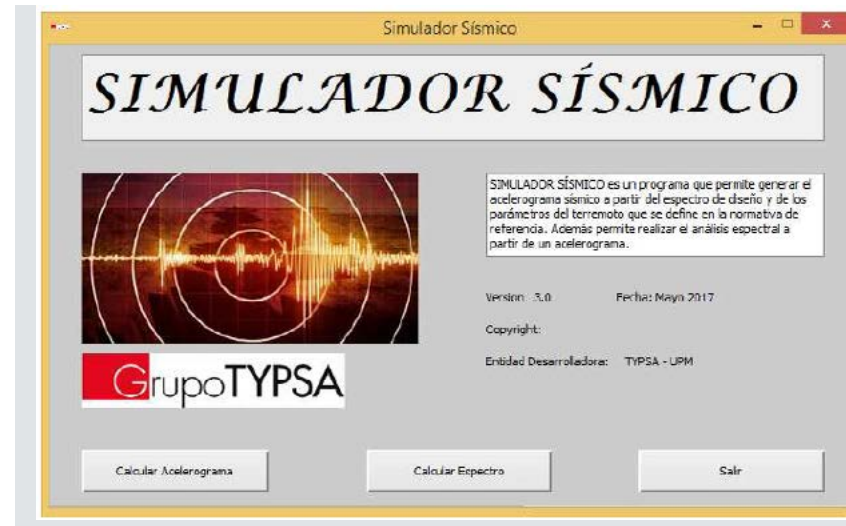 Simulador Sísmico
SIMULADOR SÍSMICO
SIMULADOR SÍSMICO es un programa que permite generar el
acelerograma sísmico a partir del espectro de diseño y de los
parámetros del terremoto que se define en la normativa de
referencia. Además permite realizar el análisis espectral a
partir de un acelerograma.
Version 3.0 Fecha: Mayo 2017
Copyright:
Entidad Desarrolladora: TYPSA - UPM
GrupoTYPSA
Calcular Acelerograma Calcular Espectro Salir